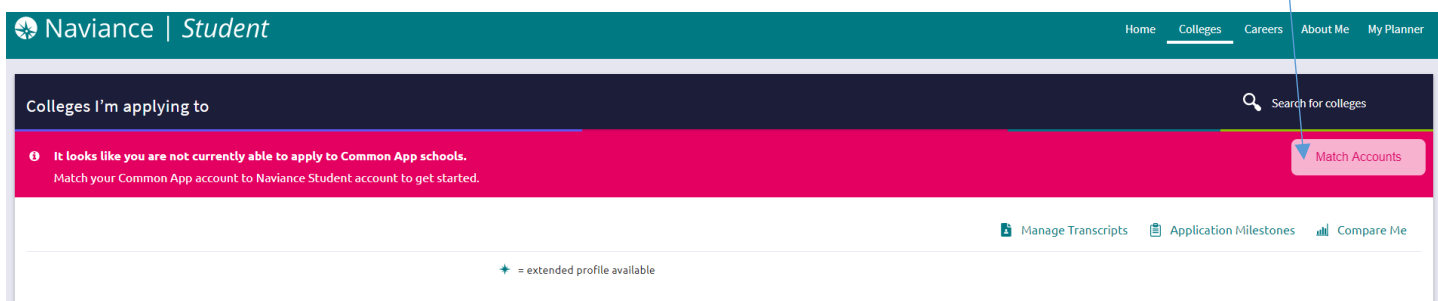 Naviance | Student
Home Colleges Careers About Me My Planner
Colleges I'm applying to
Search for colleges
It looks like you are not currently able to apply to Common App schools.
Match your Common App account to Naviance Student account to get started.
Match Accounts
Manage Transcripts Application Milestones Compare Me
= extended profile available